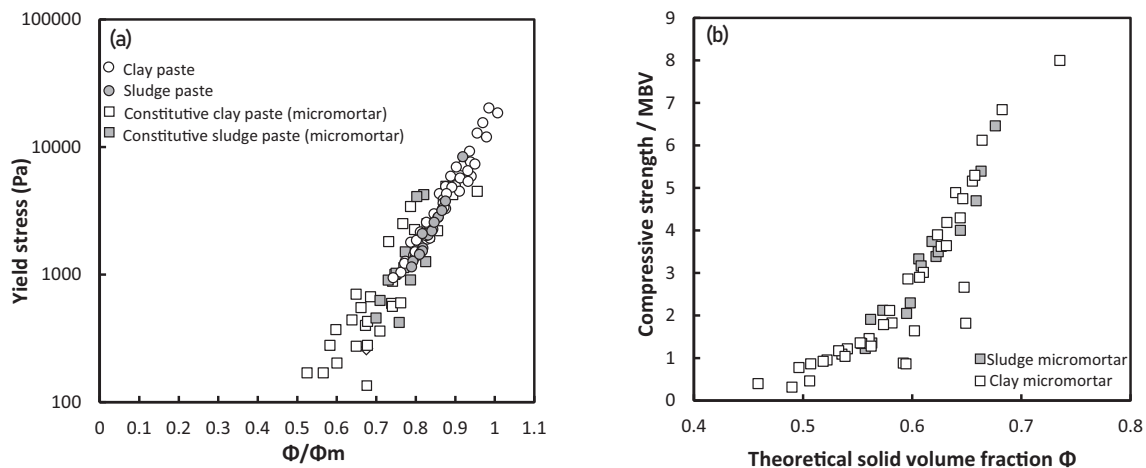 (a)
Clay paste
Sludge paste
Constitutive clay paste (micromortar)
Constitutive sludge paste (micromortar)
Yield stress (Pa)
100000
10000
1000
100
0 0.1 0.2 0.3 0.4 0.5 0.6 0.7 0.8 0.9 1 1.1
Φ/Φm
(b)
Compressive strength / MBV
9
8
7
6
5
4
3
2
1
0
Sludge micromortar
Clay micromortar
0.4 0.5 0.6 0.7 0.8
Theoretical solid volume fraction Φ